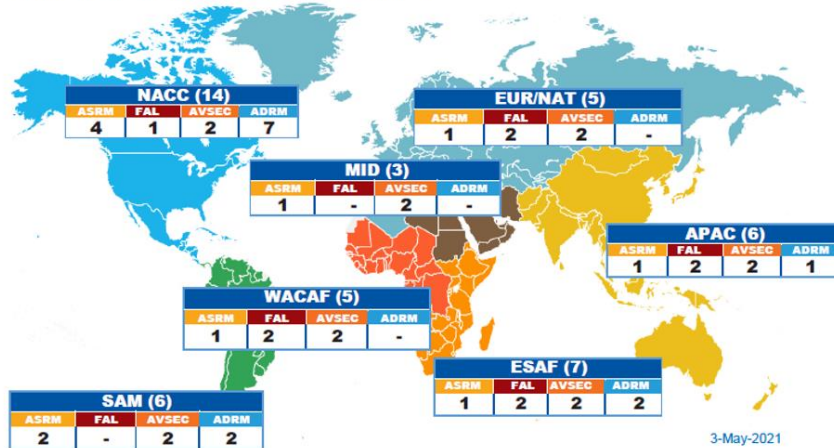 NACC (14)
ASRM FAL AVSEC ADRM
4 1 2 7
EUR/NAT (5)
ASRM FAL AVSEC ADRM
1 2 2 -
MID (3)
ASRM FAL AVSEC ADRM
1 - 2 -
APAC (6)
ASRM FAL AVSEC ADRM
1 2 2 1
WACAF (5)
ASRM FAL AVSEC ADRM
1 2 2 -
ESAF (7)
ASRM FAL AVSEC ADRM
1 2 2 2
SAM (6)
ASRM FAL AVSEC ADRM
2 - 2 2
3-May-2021